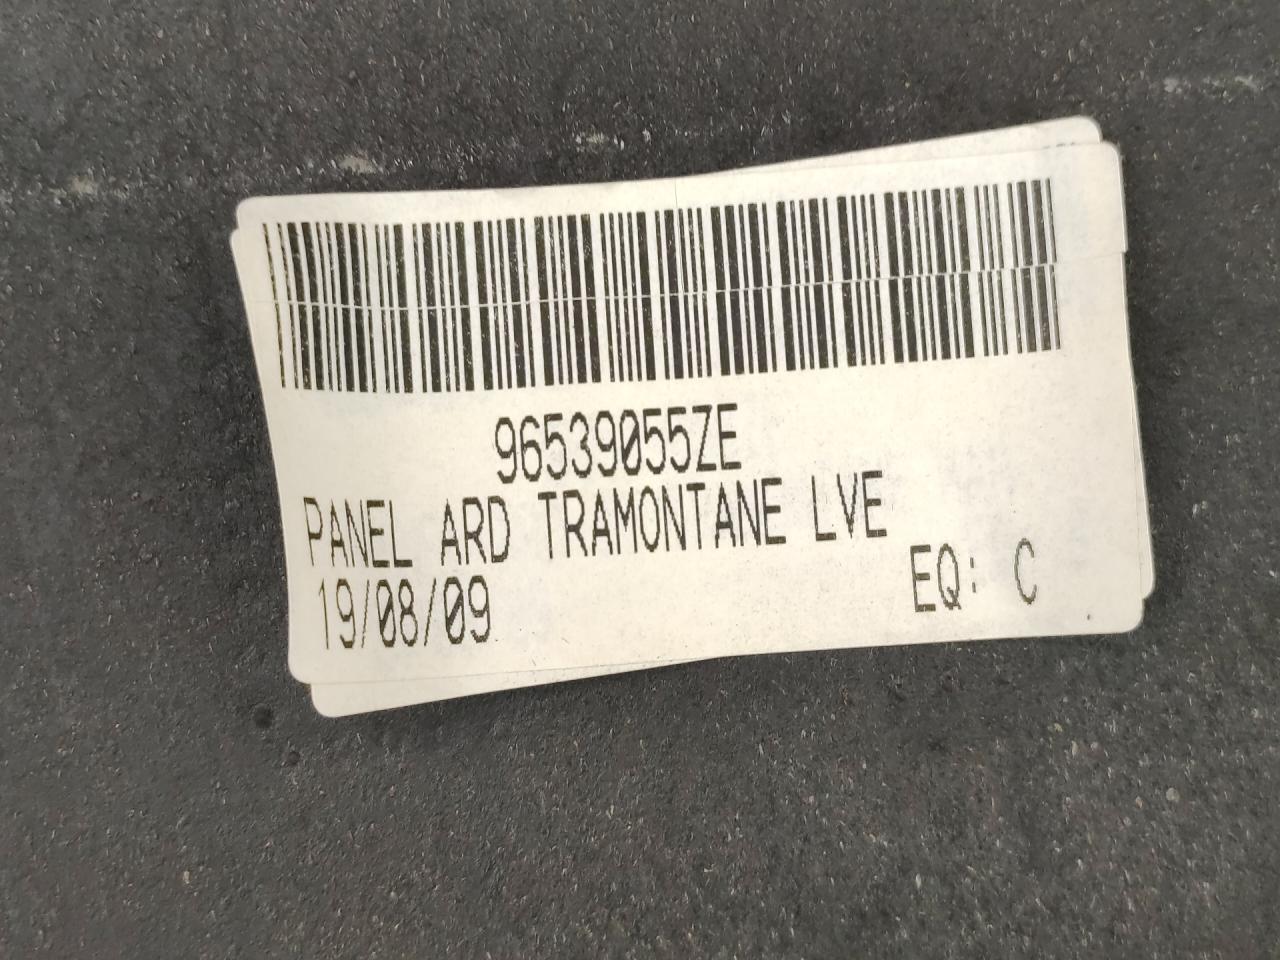 96539055ZE
PANEL ARD TRAMONTANE LVE
19/08/09 EQ: C